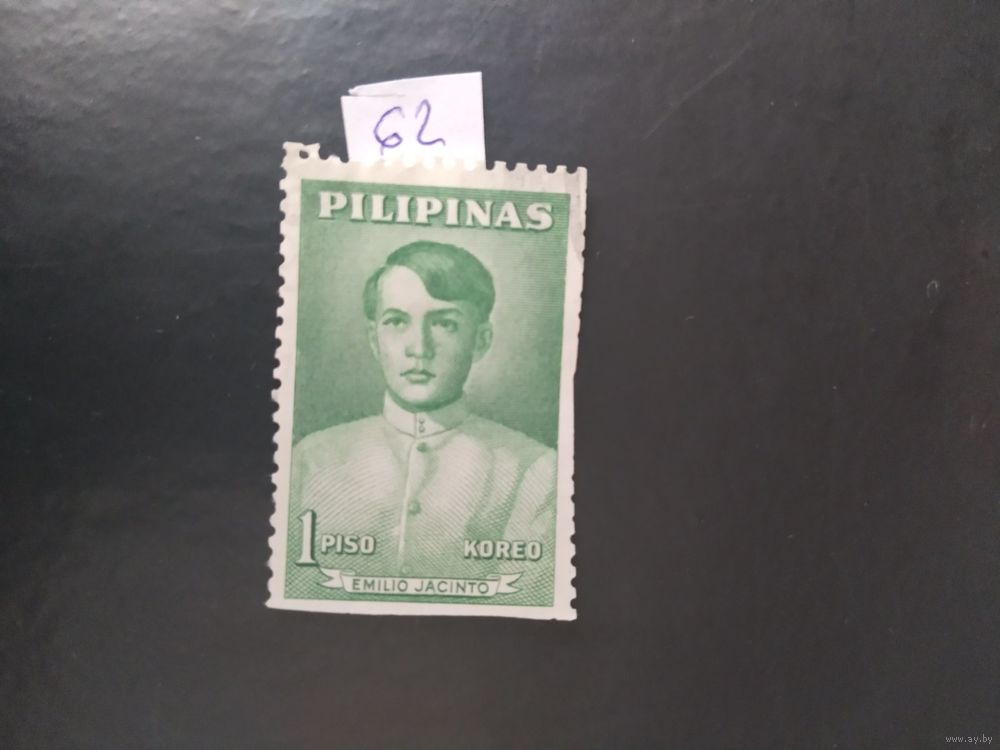 62
PILIPINAS
1 PISO KOREO
EMILIO JACINTO
www.ay.by